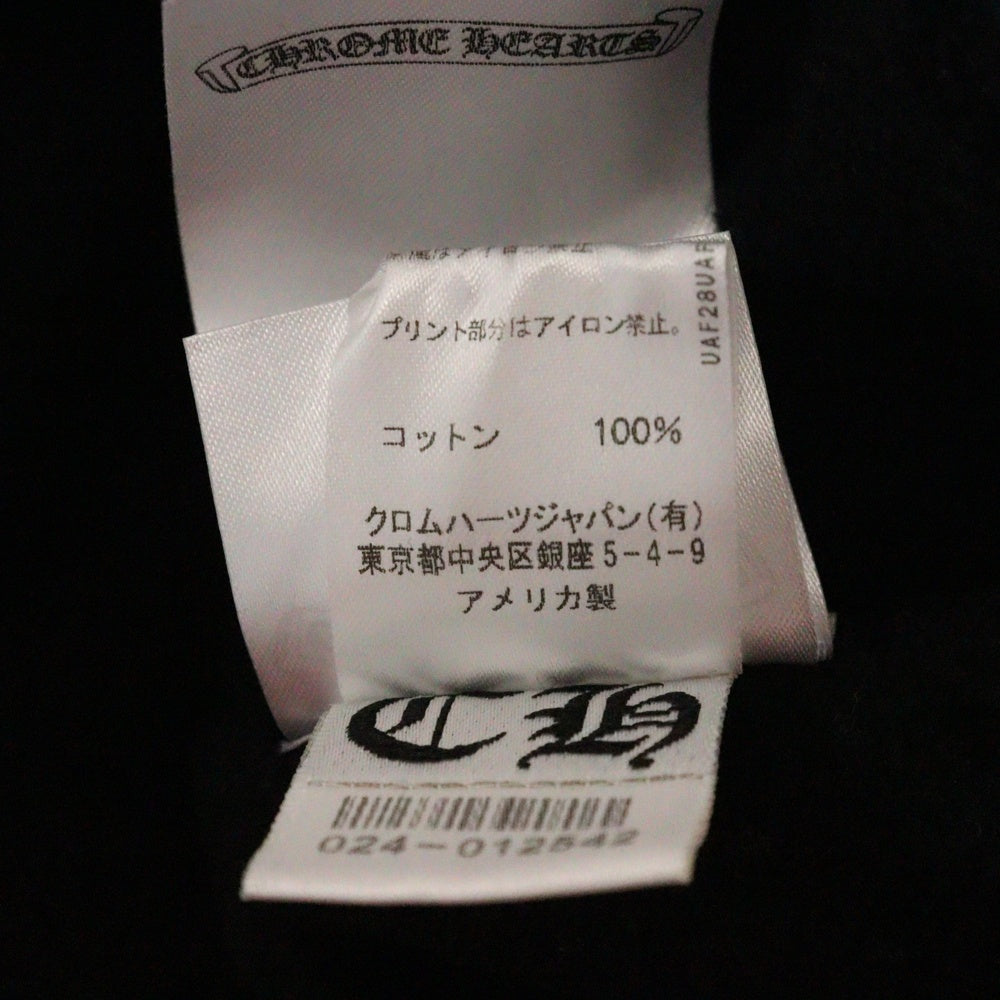 CHROME HEARTS
プリント部分はアイロン禁止。
UAF28UAR
コットン 100%
クロムハーツジャパン(有)
東京都中央区銀座5-4-9
アメリカ製
CH
024-012542